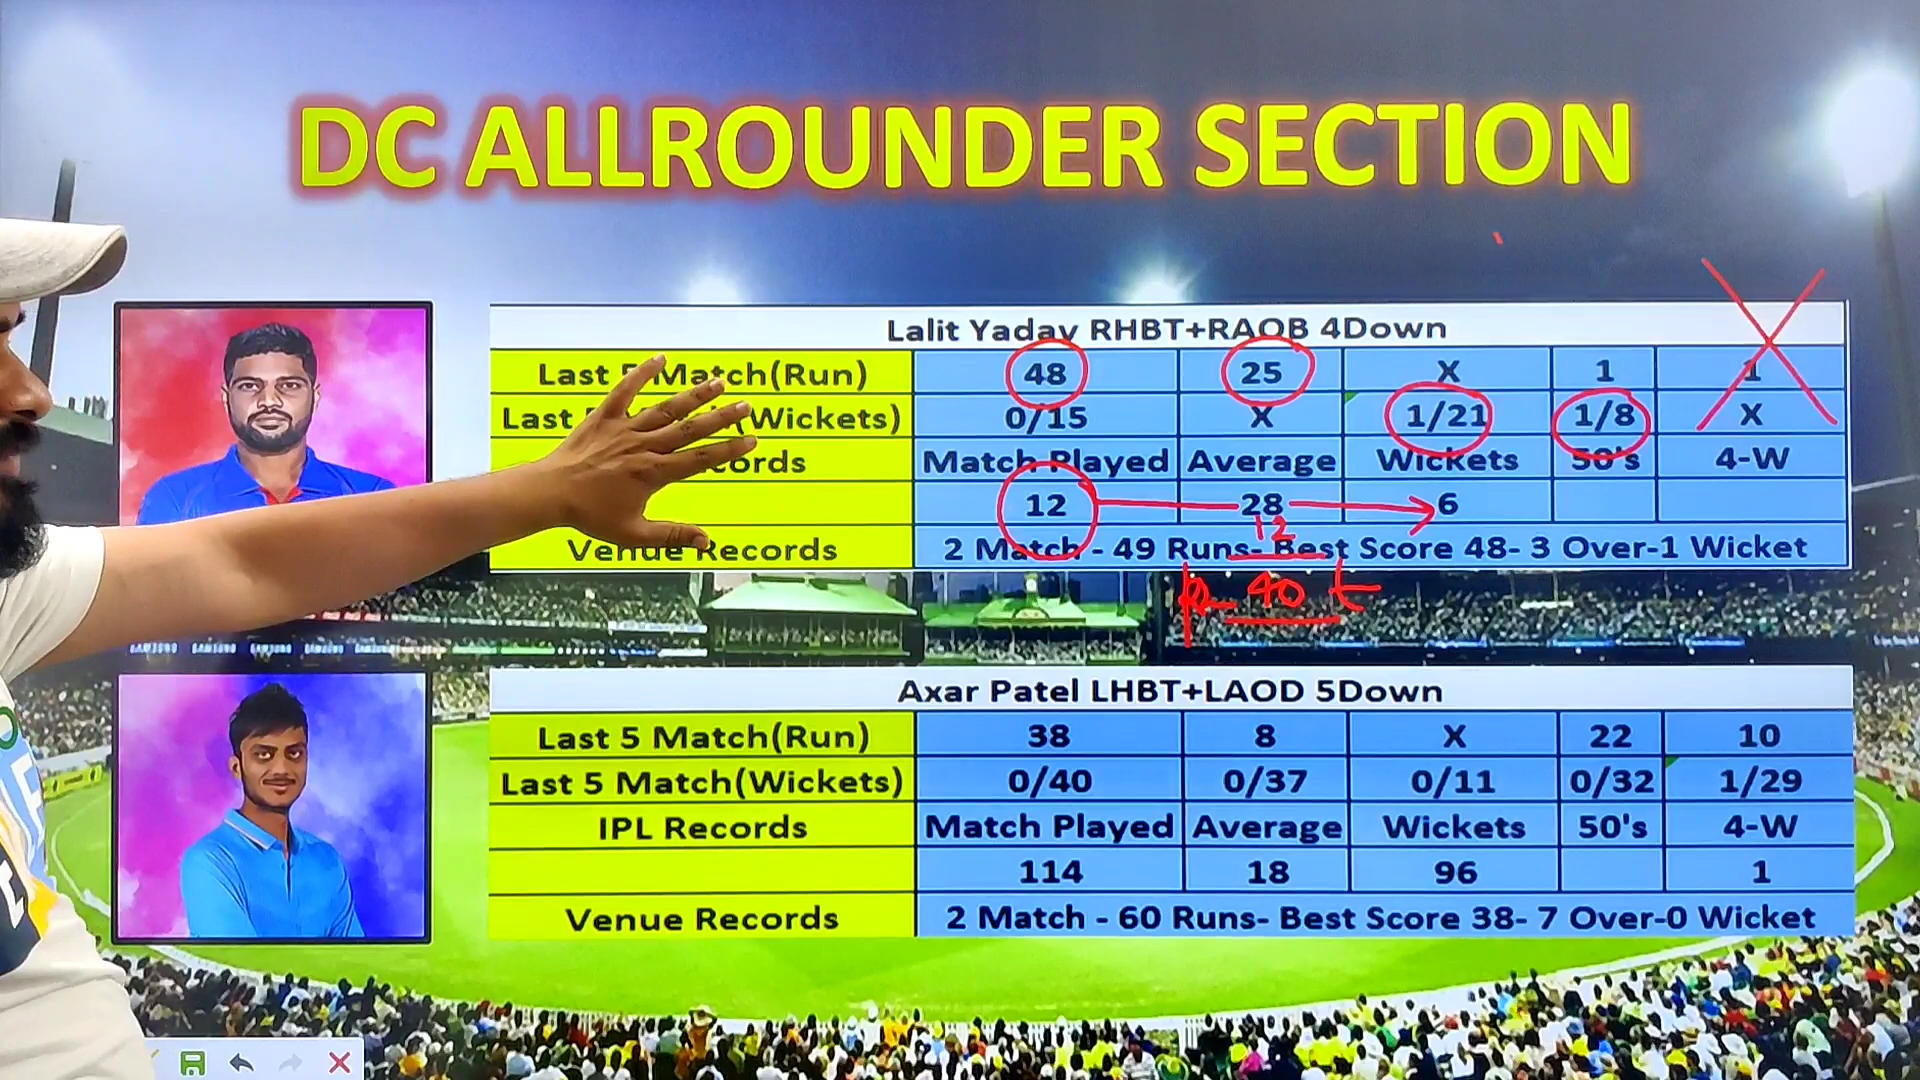 DC ALLROUNDER SECTION
Lalit Yadav RHBT+RAOB 4Down
Last 5 Match(Run) 48 25 X 1 1
Last (Wickets) 0/15 X 1/21 1/8 X
Match Played Average Wickets 50's 4-W
12 28 6
12
Venue Records 2 Match - 49 Runs- Best Score 48- 3 Over-1 Wicket
40
SAMSUNG SAMSUNG SAMSUNG SAMSUNG SAMSUNG
Axar Patel LHBT+LAOD 5Down
Last 5 Match(Run) 38 8 X 22 10
Last 5 Match(Wickets) 0/40 0/37 0/11 0/32 1/29
IPL Records Match Played Average Wickets 50's 4-W
114 18 96 1
Venue Records 2 Match - 60 Runs- Best Score 38- 7 Over-0 Wicket